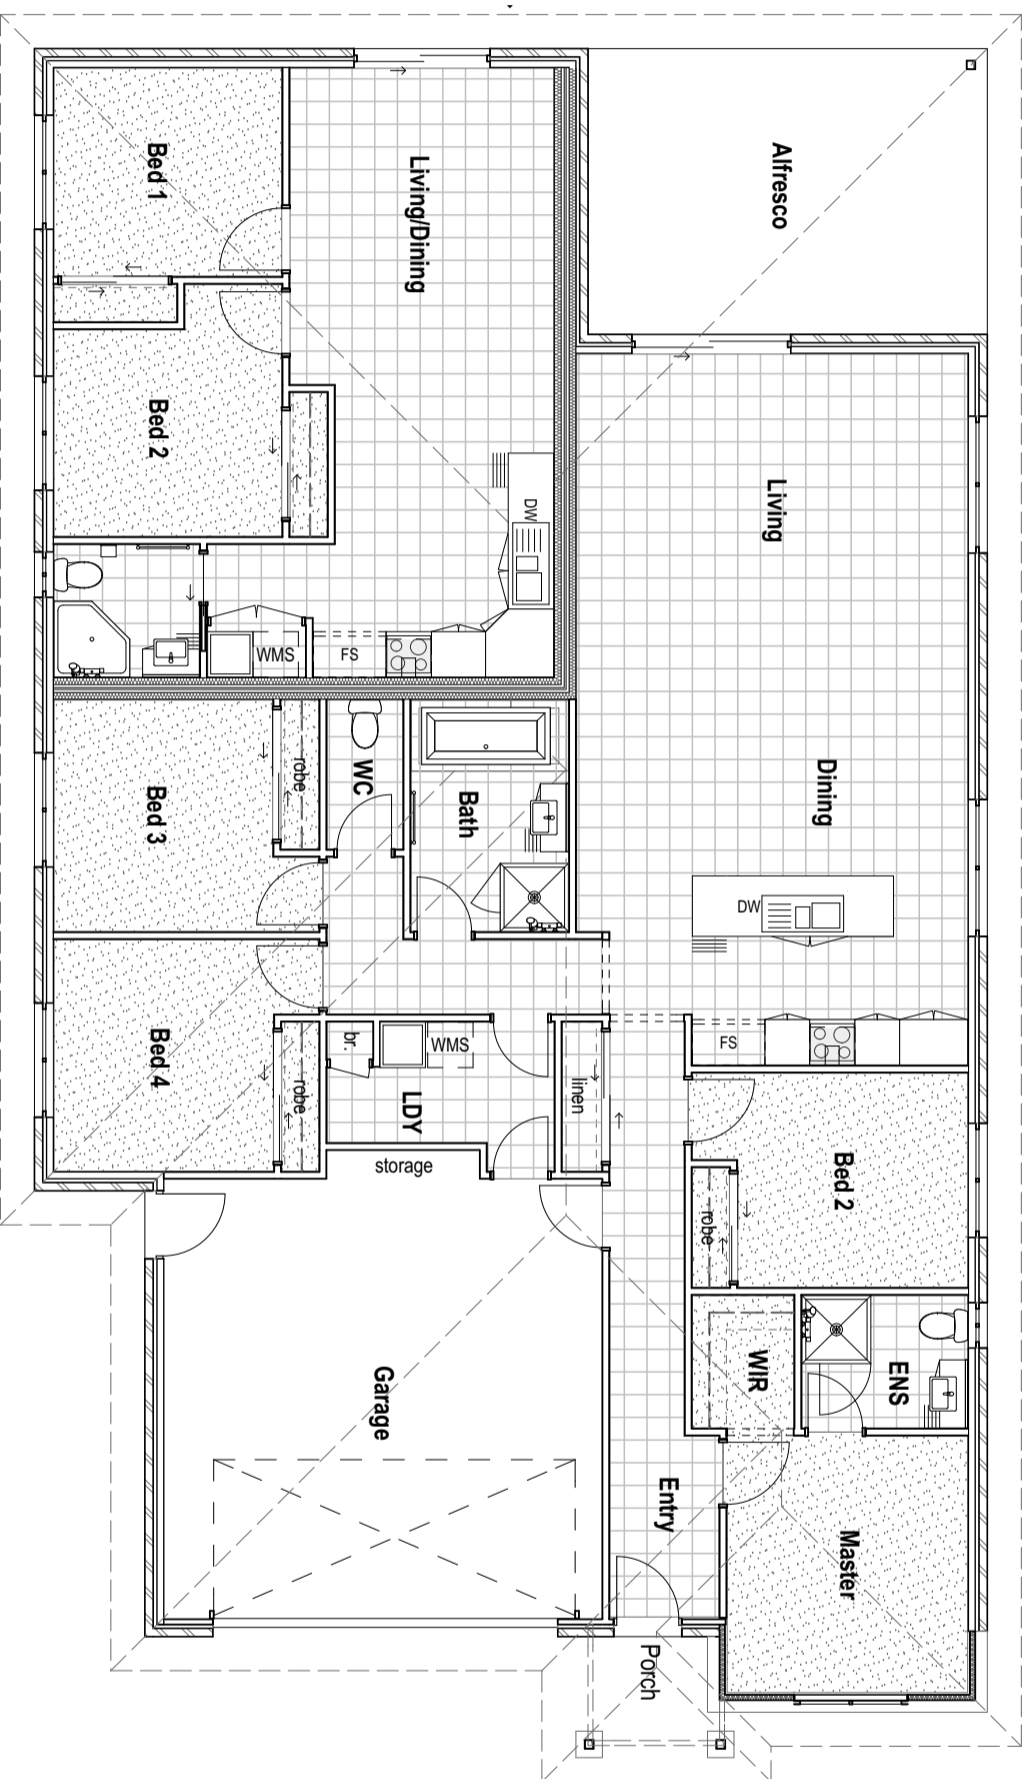 Alfresco
Bed 1
Living/Dining
Bed 2
Living
DW
WMS
FS
Bed 3
robe
WC
Bath
Dining
DW
Bed 4
robe
br.
WMS
LDY
linen
FS
storage
Bed 2
robe
WIR
ENS
Garage
Entry
Master
Porch